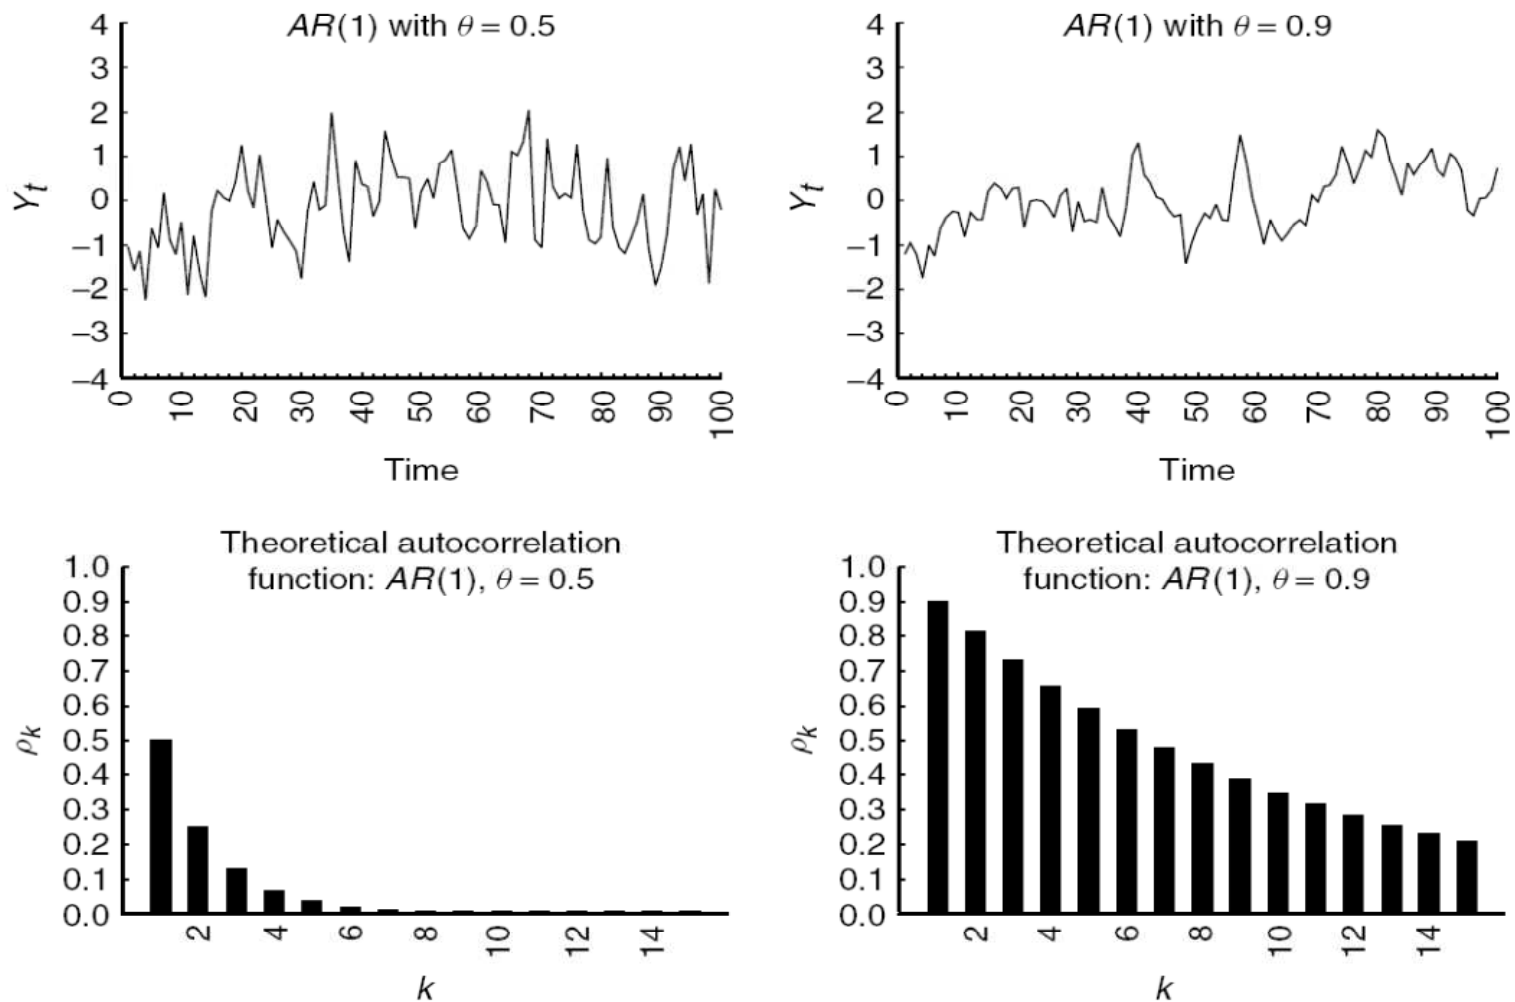 AR(1) with θ = 0.5
4
3
2
1
0
−1
−2
−3
−4
Yt
0 10 20 30 40 50 60 70 80 90 100
Time
AR(1) with θ = 0.9
4
3
2
1
0
−1
−2
−3
−4
Yt
0 10 20 30 40 50 60 70 80 90 100
Time
Theoretical autocorrelation
function: AR(1), θ = 0.5
1.0
0.9
0.8
0.7
0.6
0.5
0.4
0.3
0.2
0.1
0.0
ρk
2 4 6 8 10 12 14
k
Theoretical autocorrelation
function: AR(1), θ = 0.9
1.0
0.9
0.8
0.7
0.6
0.5
0.4
0.3
0.2
0.1
0.0
ρk
2 4 6 8 10 12 14
k